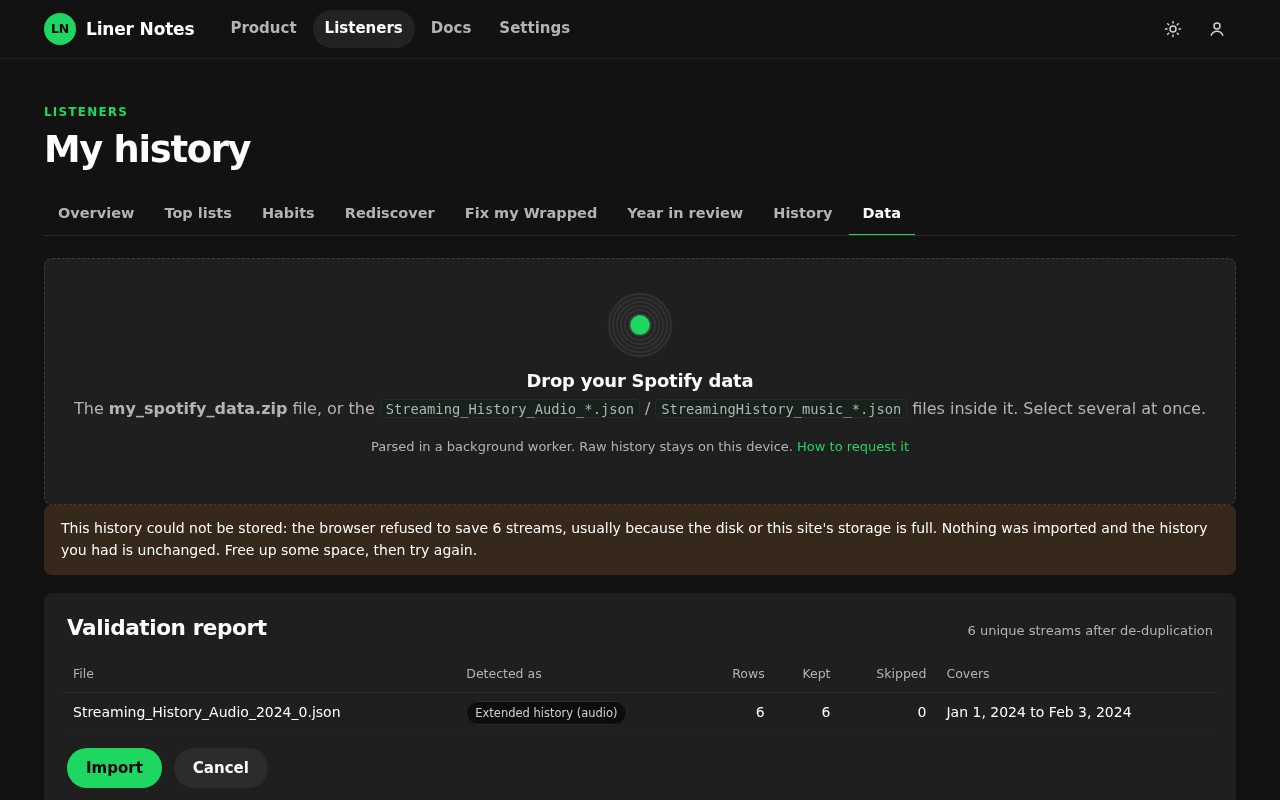 LN Liner Notes Product Listeners Docs Settings
LISTENERS
My history
Overview Top lists Habits Rediscover Fix my Wrapped Year in review History Data
Drop your Spotify data
The my_spotify_data.zip file, or the Streaming_History_Audio_*.json / StreamingHistory_music_*.json files inside it. Select several at once.
Parsed in a background worker. Raw history stays on this device. How to request it
This history could not be stored: the browser refused to save 6 streams, usually because the disk or this site's storage is full. Nothing was imported and the history
you had is unchanged. Free up some space, then try again.
Validation report 6 unique streams after de-duplication
File Detected as Rows Kept Skipped Covers
Streaming_History_Audio_2024_0.json Extended history (audio) 6 6 0 Jan 1, 2024 to Feb 3, 2024
Import Cancel